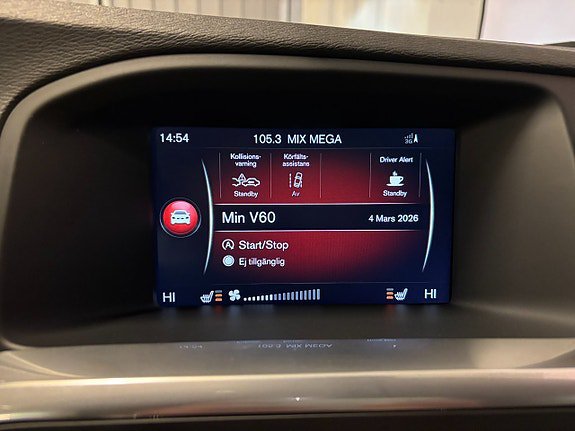 14:54 105.3 MIX MEGA 3G
Kollisions- Körfälts- Driver Alert
varning assistans
Standby Av Standby
Min V60 4 Mars 2026
Start/Stop
Ej tillgänglig
HI HI